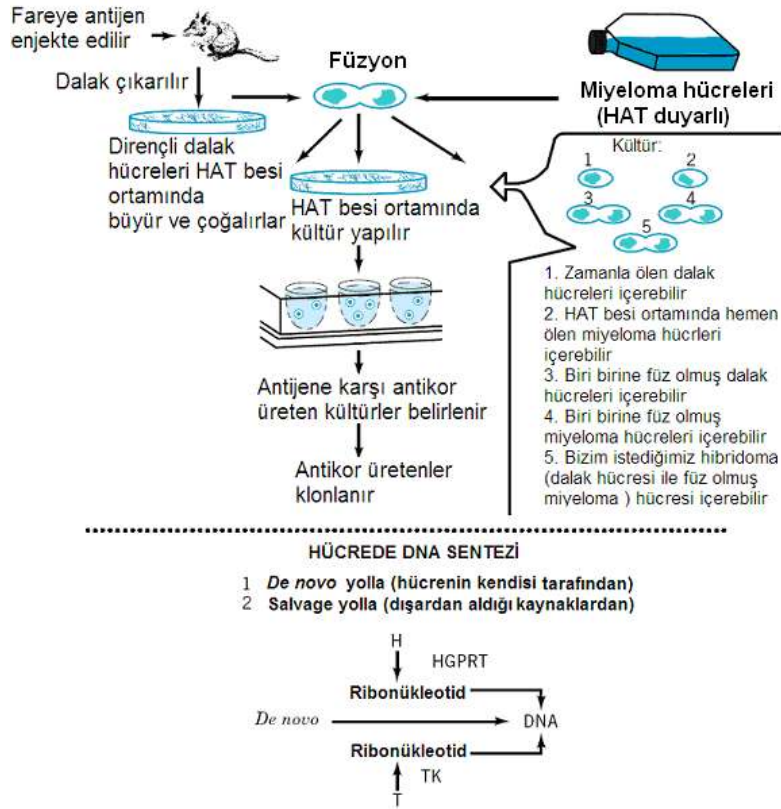 Fareye antijen
enjekte edilir
Dalak çıkarılır
Füzyon
Miyeloma hücreleri
(HAT duyarlı)
Dirençli dalak
hücreleri HAT besi
ortamında
büyür ve çoğalırlar
HAT besi ortamında
kültür yapılır
Antijene karşı antikor
üreten kültürler belirlenir
Antikor üretenler
klonlanır
Kültür:
1
2
3
4
5
1. Zamanla ölen dalak
hücreleri içerebilir
2. HAT besi ortamında hemen
ölen miyeloma hücrleri
içerebilir
3. Biri birine füz olmuş dalak
hücreleri içerebilir
4. Biri birine füz olmuş
miyeloma hücreleri içerebilir
5. Bizim istediğimiz hibridoma
(dalak hücresi ile füz olmuş
miyeloma ) hücresi içerebilir
HÜCREDE DNA SENTEZİ
1 De novo yolla (hücrenin kendisi tarafından)
2 Salvage yolla (dışardan aldığı kaynaklardan)
H
HGPRT
Ribonükleotid
De novo
DNA
Ribonükleotid
TK
T